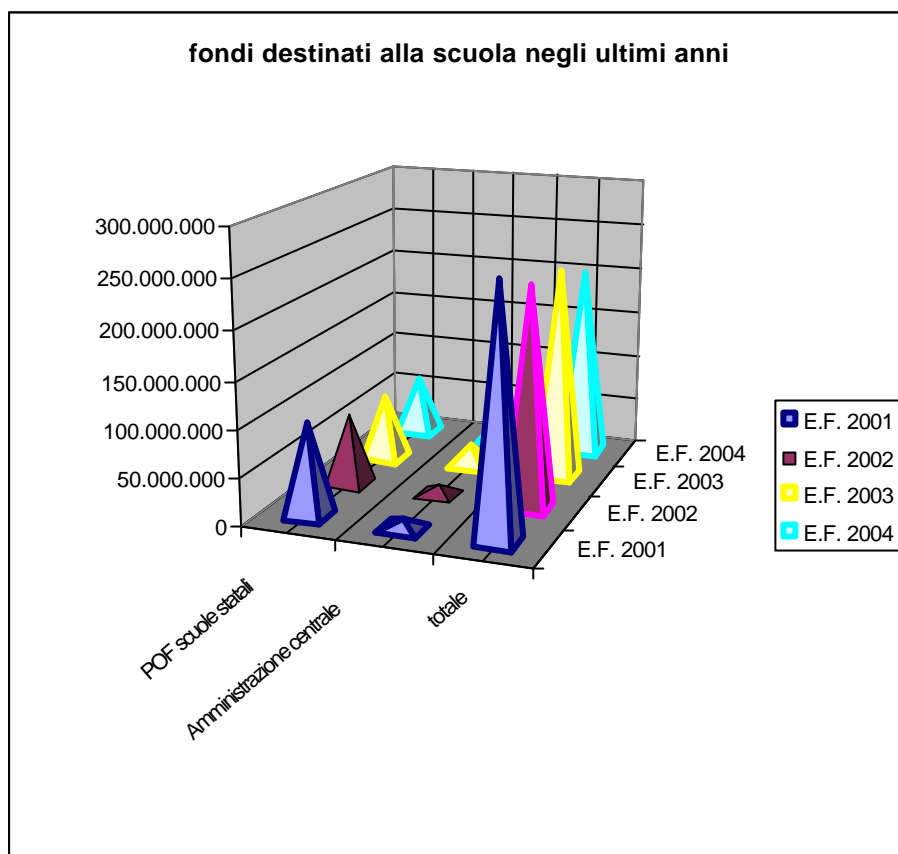 fondi destinati alla scuola negli ultimi anni
300.000.000
250.000.000
200.000.000
150.000.000
100.000.000
50.000.000
0
POF scuole statali
Amministrazione centrale
totale
E.F. 2004
E.F. 2003
E.F. 2002
E.F. 2001
E.F. 2001
E.F. 2002
E.F. 2003
E.F. 2004